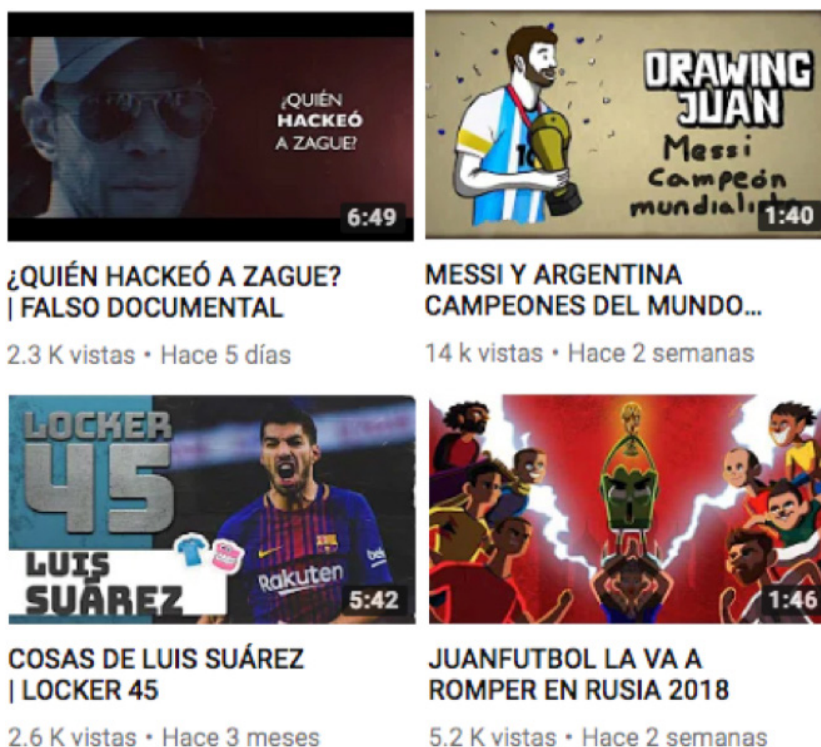 ¿QUIÉN
HACKEÓ
A ZAGUE?
6:49
¿QUIÉN HACKEÓ A ZAGUE?
| FALSO DOCUMENTAL
2.3 K vistas • Hace 5 días
DRAWING
JUAN
Messi
Campeón
1:40
MESSI Y ARGENTINA
CAMPEONES DEL MUNDO...
14 k vistas • Hace 2 semanas
LOCKER
45
LUIS
SUÁREZ
Rakuten
5:42
COSAS DE LUIS SUÁREZ
| LOCKER 45
2.6 K vistas • Hace 3 meses
1:46
JUANFUTBOL LA VA A
ROMPER EN RUSIA 2018
5.2 K vistas • Hace 2 semanas